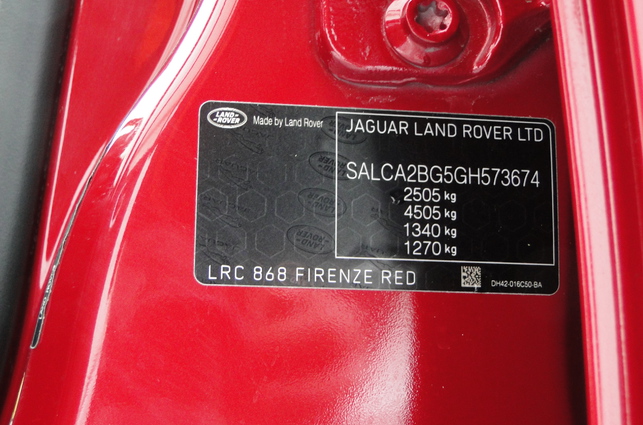 LAND-
-ROVER
Made by Land Rover
JAGUAR LAND ROVER LTD
SALCA2BG5GH573674
2505 kg
4505 kg
1340 kg
1270 kg
LRC 868 FIRENZE RED
DH42-016C50-BA